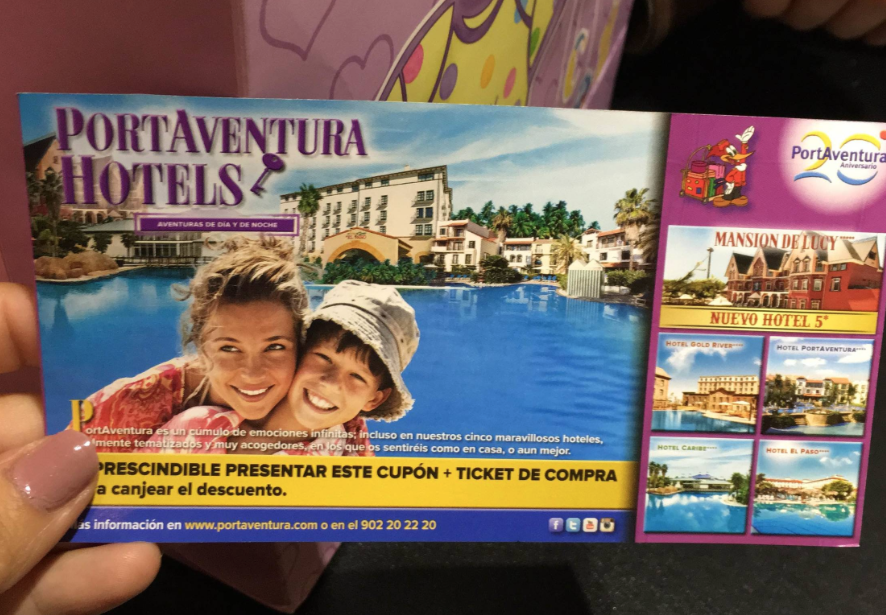 PORTAVENTURA
HOTELS
AVENTURAS DE DÍA Y DE NOCHE
PortAventura es un cúmulo de emociones infinitas; incluso en nuestros cinco maravillosos hoteles,
lmente tematizados y muy acogedores, en los que os sentiréis como en casa, o aun mejor.
PRESCINDIBLE PRESENTAR ESTE CUPÓN + TICKET DE COMPRA
a canjear el descuento.
as información en www.portaventura.com o en el 902 20 22 20
20
PortAventura
Aniversario
MANSION DE LUCY*****
NUEVO HOTEL 5*
HOTEL GOLD RIVER****
HOTEL PORTAVENTURA****
HOTEL CARIBE****
HOTEL EL PASO****